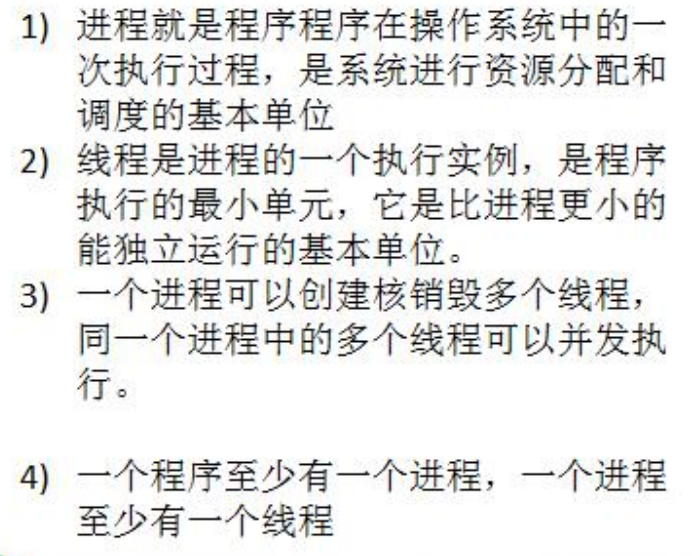 1) 进程就是程序程序在操作系统中的一
次执行过程，是系统进行资源分配和
调度的基本单位
2) 线程是进程的一个执行实例，是程序
执行的最小单元，它是比进程更小的
能独立运行的基本单位。
3) 一个进程可以创建核销毁多个线程，
同一个进程中的多个线程可以并发执
行。
4) 一个程序至少有一个进程，一个进程
至少有一个线程